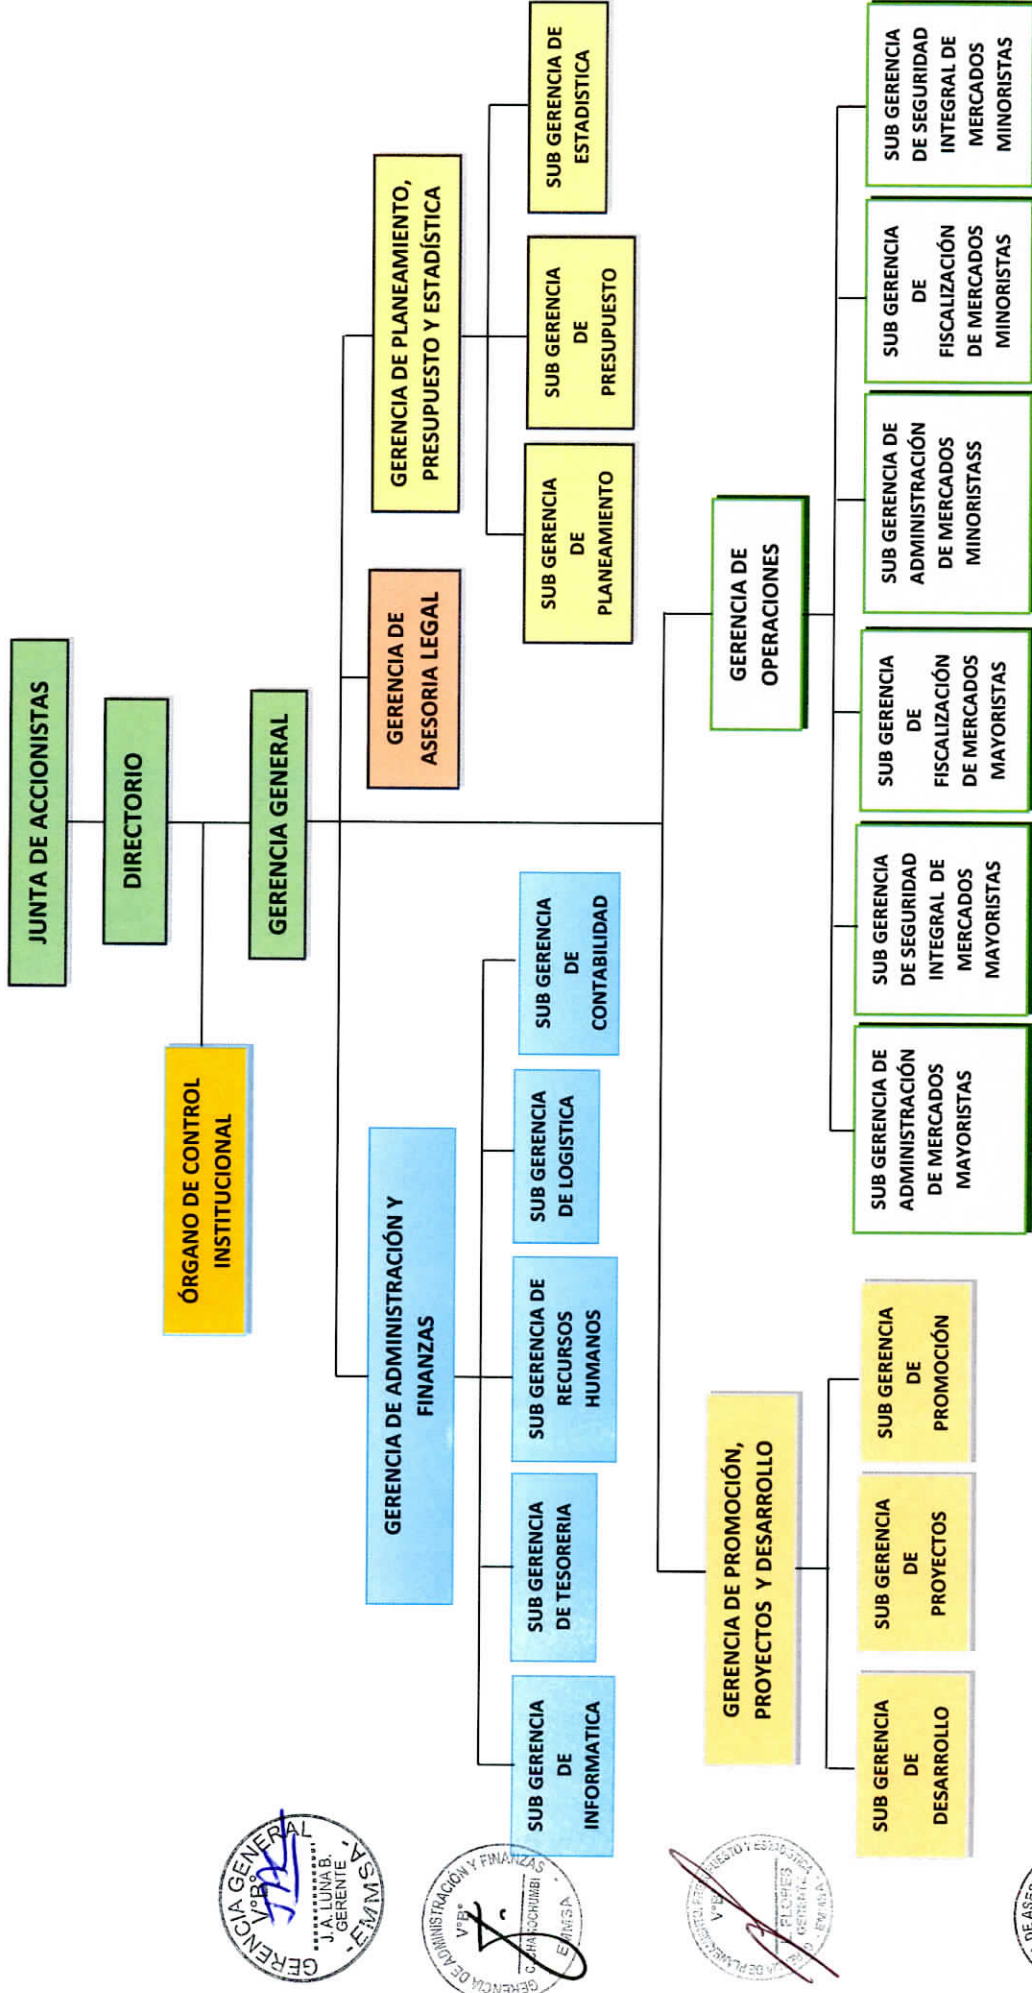 JUNTA DE ACCIONISTAS
DIRECTORIO
ÓRGANO DE CONTROL
INSTITUCIONAL
GERENCIA GENERAL
GERENCIA DE ADMINISTRACIÓN Y
FINANZAS
GERENCIA DE
ASESORIA LEGAL
GERENCIA DE PLANEAMIENTO,
PRESUPUESTO Y ESTADÍSTICA
SUB GERENCIA
DE
INFORMATICA
SUB GERENCIA
DE TESORERIA
SUB GERENCIA DE
RECURSOS
HUMANOS
SUB GERENCIA
DE LOGISTICA
SUB GERENCIA
DE
CONTABILIDAD
SUB GERENCIA
DE
PLANEAMIENTO
SUB GERENCIA
DE
PRESUPUESTO
SUB GERENCIA DE
ESTADISTICA
GERENCIA DE PROMOCIÓN,
PROYECTOS Y DESARROLLO
GERENCIA DE
OPERACIONES
SUB GERENCIA
DE
DESARROLLO
SUB GERENCIA
DE
PROYECTOS
SUB GERENCIA
DE
PROMOCIÓN
SUB GERENCIA DE
ADMINISTRACIÓN
DE MERCADOS
MAYORISTAS
SUB GERENCIA
DE SEGURIDAD
INTEGRAL DE
MERCADOS
MAYORISTAS
SUB GERENCIA
DE
FISCALIZACIÓN
DE MERCADOS
MAYORISTAS
SUB GERENCIA DE
ADMINISTRACIÓN
DE MERCADOS
MINORISTASS
SUB GERENCIA
DE
FISCALIZACIÓN
DE MERCADOS
MINORISTAS
SUB GERENCIA
DE SEGURIDAD
INTEGRAL DE
MERCADOS
MINORISTAS
GERENCIA GENERAL
V°B°
J.A. LUNA B.
GERENTE
- EMMSA -
GERENCIA DE ADMINISTRACIÓN Y FINANZAS
V°B°
EMMSA
V°B°
FLORES
GERENTE